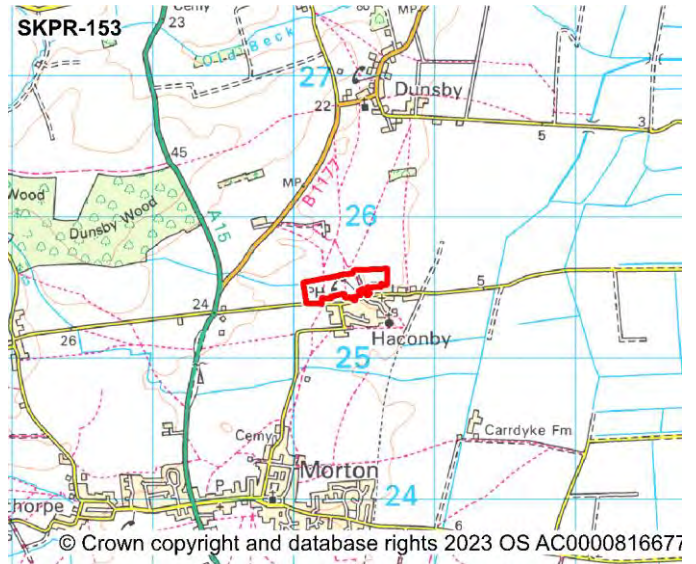 SKPR-153
Cemy
23
Old Beck
60
27
Dunsby
22
5
3
45
MP
Wood
Dunsby Wood
A 15
MP
B1177
26
PH
24
5
26
Haconby
25
Cemy
Carrdyke Fm
Morton
P
24
thorpe
6
© Crown copyright and database rights 2023 OS AC0000816677